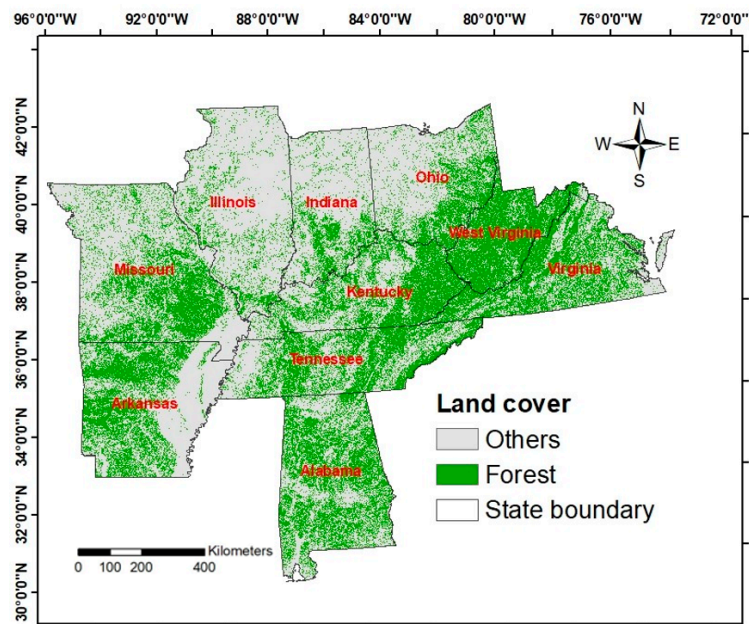 96°0'0"W 92°0'0"W 88°0'0"W 84°0'0"W 80°0'0"W 76°0'0"W 72°0'0"W
42°0'0"N
40°0'0"N
38°0'0"N
36°0'0"N
34°0'0"N
32°0'0"N
30°0'0"N
N
W E
S
Ohio
Illinois
Indiana
West Virginia
Missouri
Virginia
Kentucky
Tennessee
Arkansas
Alabama
Land cover
Others
Forest
State boundary
Kilometers
0 100 200 400